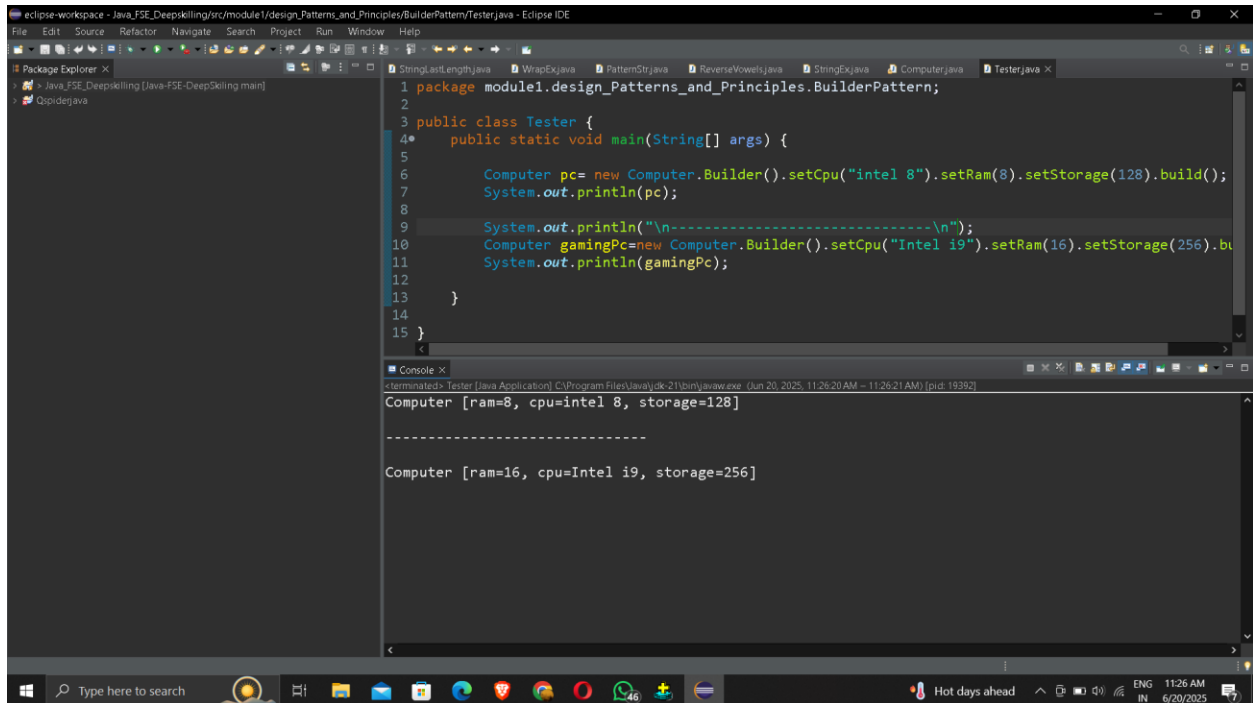 eclipse-workspace - Java_FSE_Deepskilling/src/module1/design_Patterns_and_Principles/BuilderPattern/Tester.java - Eclipse IDE
File Edit Source Refactor Navigate Search Project Run Window Help
Package Explorer
Java_FSE_Deepskilling [Java-FSE-DeepSkilling main]
Qspiderjava
StringLastLength.java WrapEx.java PatternStr.java ReverseVowels.java StringEx.java Computer.java Tester.java
1 package module1.design_Patterns_and_Principles.BuilderPattern;
2
3 public class Tester {
4 public static void main(String[] args) {
5
6 Computer pc= new Computer.Builder().setCpu("intel 8").setRam(8).setStorage(128).build();
7 System.out.println(pc);
8
9 System.out.println("\n-------------------------------\n");
10 Computer gamingPc=new Computer.Builder().setCpu("Intel i9").setRam(16).setStorage(256).bu
11 System.out.println(gamingPc);
12
13 }
14
15 }
Console
<terminated> Tester [Java Application] C:\Program Files\Java\jdk-21\bin\javaw.exe (Jun 20, 2025, 11:26:20 AM – 11:26:21 AM) [pid: 19392]
Computer [ram=8, cpu=intel 8, storage=128]
-------------------------------
Computer [ram=16, cpu=Intel i9, storage=256]
Type here to search
46
Hot days ahead
ENG
IN
11:26 AM
6/20/2025
7